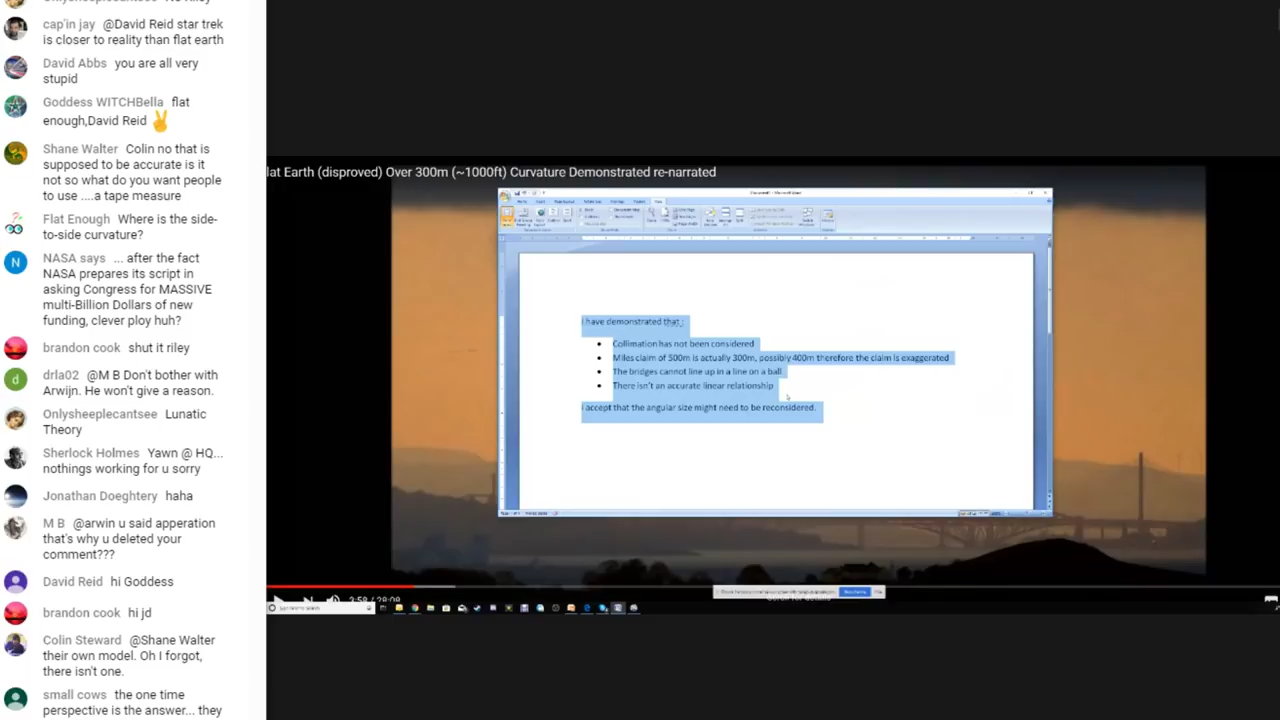 cap'in jay @David Reid star trek
is closer to reality than flat earth
David Abbs you are all very
stupid
Goddess WITCHBella flat
enough,David Reid ✌
Shane Walter Colin no that is
supposed to be accurate is it
not so what do you want people
to use ....a tape measure
Flat Enough Where is the side-
to-side curvature?
NASA says ... after the fact
NASA prepares its script in
asking Congress for MASSIVE
multi-Billion Dollars of new
funding, clever ploy huh?
brandon cook shut it riley
drla02 @M B Don't bother with
Arwijn. He won't give a reason.
Onlysheeplecantsee Lunatic
Theory
Sherlock Holmes Yawn @ HQ...
nothings working for u sorry
Jonathan Doeghtery haha
M B @arwin u said apperation
that's why u deleted your
comment???
David Reid hi Goddess
brandon cook hi jd
Colin Steward @Shane Walter
their own model. Oh I forgot,
there isn't one.
small cows the one time
perspective is the answer... they
lat Earth (disproved) Over 300m (~1000ft) Curvature Demonstrated re-narrated
I have demonstrated that :
Collimation has not been considered
Miles claim of 500m is actually 300m, possibly 400m therefore the claim is exaggerated
The bridges cannot line up in a line on a ball
There isn't an accurate linear relationship
I accept that the angular size might need to be reconsidered.
3:58 / 28:08